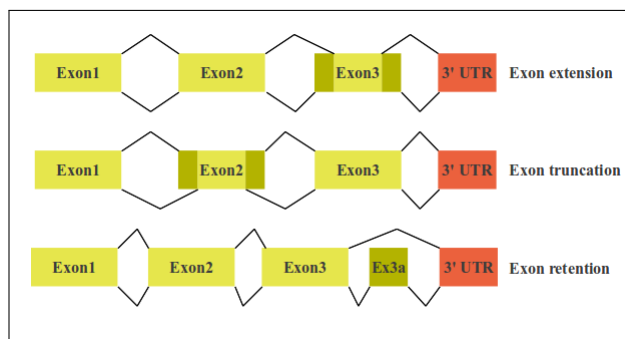 Exon1 Exon2 Exon3 3' UTR Exon extension
Exon1 Exon2 Exon3 3' UTR Exon truncation
Exon1 Exon2 Exon3 Ex3a 3' UTR Exon retention